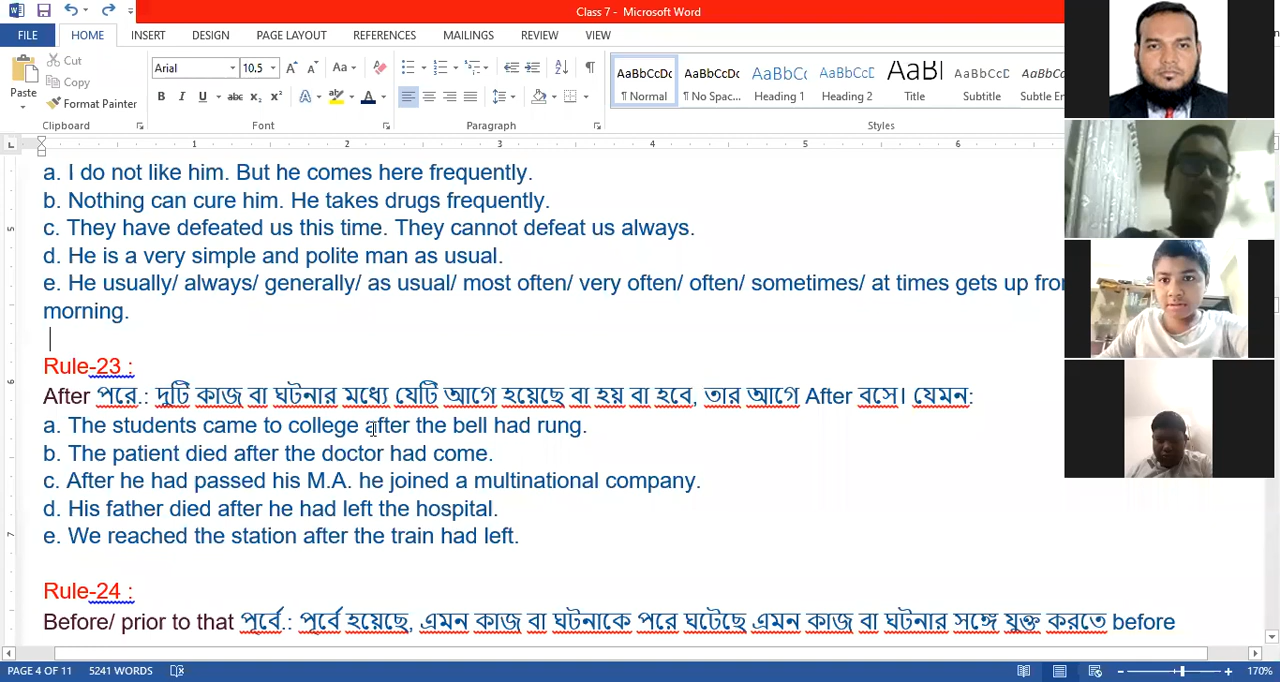 Class 7 - Microsoft Word
FILE HOME INSERT DESIGN PAGE LAYOUT REFERENCES MAILINGS REVIEW VIEW
Cut
Copy
Format Painter
Paste
Arial 10.5
AaBbCcDc AaBbCcDc AaBbCc AaBbCc AaBl AaBbCcD AaBbCc
¶ Normal ¶ No Spac... Heading 1 Heading 2 Title Subtitle Subtle En
Clipboard Font Paragraph Styles
1 2 3 4 5 6
a. I do not like him. But he comes here frequently.
b. Nothing can cure him. He takes drugs frequently.
c. They have defeated us this time. They cannot defeat us always.
d. He is a very simple and polite man as usual.
e. He usually/ always/ generally/ as usual/ most often/ very often/ often/ sometimes/ at times gets up from
morning.
Rule-23 :
After পরে.: দুটি কাজ বা ঘটনার মধ্যে যেটি আগে হয়েছে বা হয় বা হবে, তার আগে After বসে। যেমন:
a. The students came to college after the bell had rung.
b. The patient died after the doctor had come.
c. After he had passed his M.A. he joined a multinational company.
d. His father died after he had left the hospital.
e. We reached the station after the train had left.
Rule-24 :
Before/ prior to that পূর্বে.: পূর্বে হয়েছে, এমন কাজ বা ঘটনাকে পরে ঘটেছে এমন কাজ বা ঘটনার সঙ্গে যুক্ত করতে before
PAGE 4 OF 11 5241 WORDS 170%